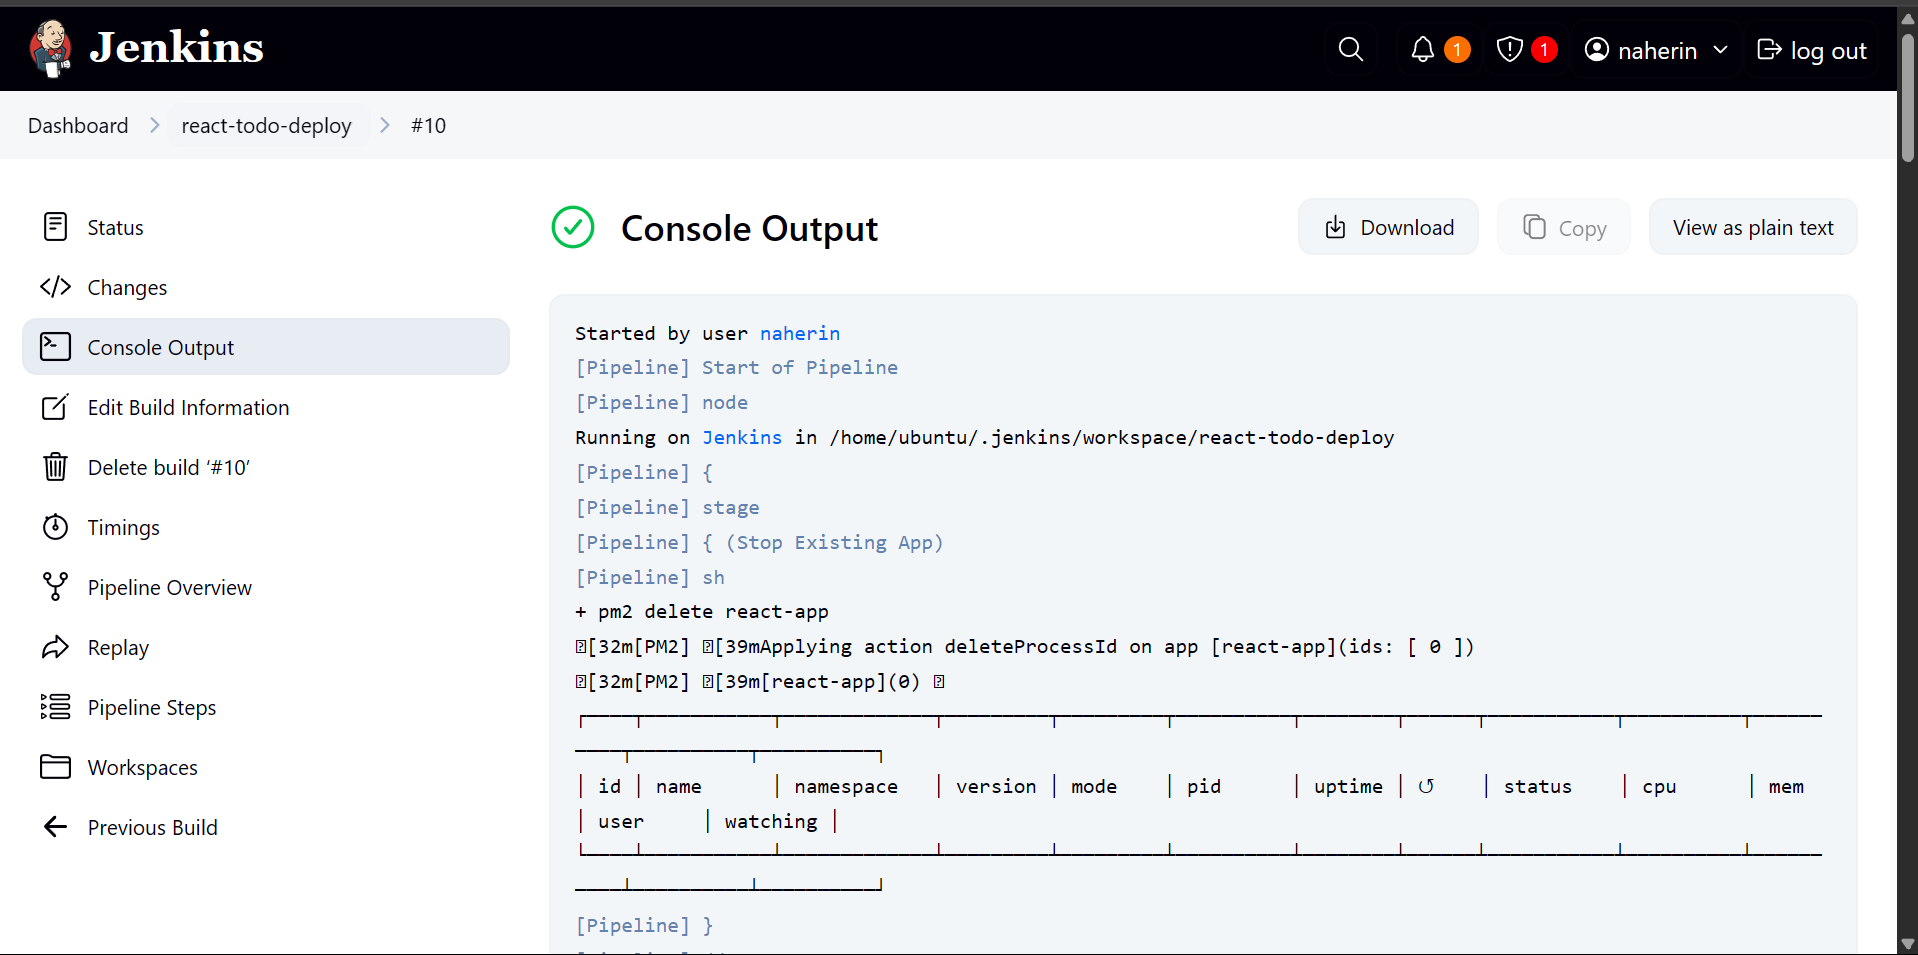 Jenkins
1
1
naherin
log out
Dashboard
react-todo-deploy
#10
Status
Changes
Console Output
Edit Build Information
Delete build ‘#10’
Timings
Pipeline Overview
Replay
Pipeline Steps
Workspaces
Previous Build
Console Output
Download
Copy
View as plain text
Started by user naherin
[Pipeline] Start of Pipeline
[Pipeline] node
Running on Jenkins in /home/ubuntu/.jenkins/workspace/react-todo-deploy
[Pipeline] {
[Pipeline] stage
[Pipeline] { (Stop Existing App)
[Pipeline] sh
+ pm2 delete react-app
[32m[PM2] [39mApplying action deleteProcessId on app [react-app](ids: [ 0 ])
[32m[PM2] [39m[react-app](0)
│ id │ name │ namespace │ version │ mode │ pid │ uptime │ ↺ │ status │ cpu │ mem
│ user │ watching │
[Pipeline] }